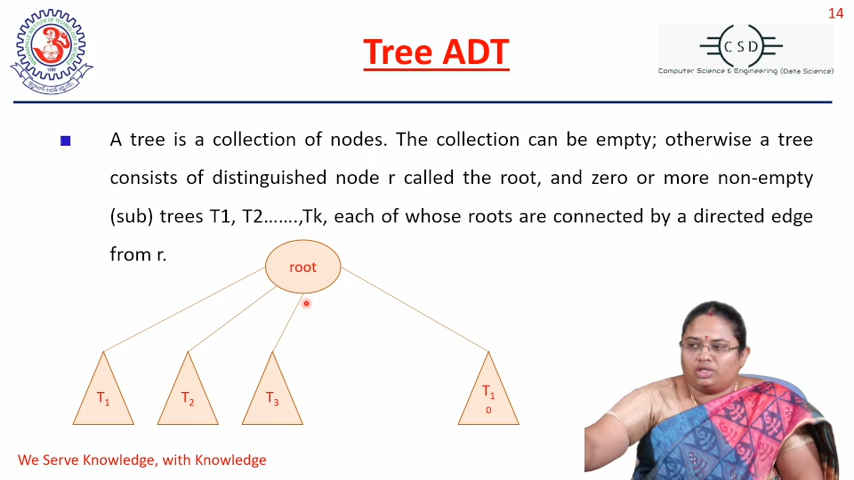 14
Tree ADT
C S D
Computer Science & Engineering (Data Science)
A tree is a collection of nodes. The collection can be empty; otherwise a tree
consists of distinguished node r called the root, and zero or more non-empty
(sub) trees T1, T2…….,Tk, each of whose roots are connected by a directed edge
from r.
root
T1 T2 T3 T1
0
We Serve Knowledge, with Knowledge